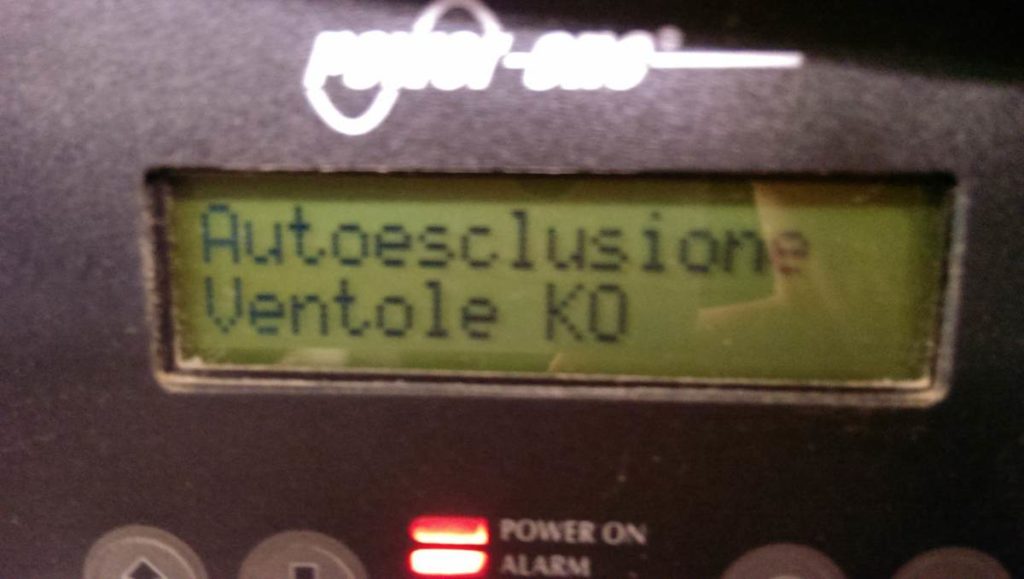 power-one®
Autoesclusione
Ventole KO
POWER ON
ALARM